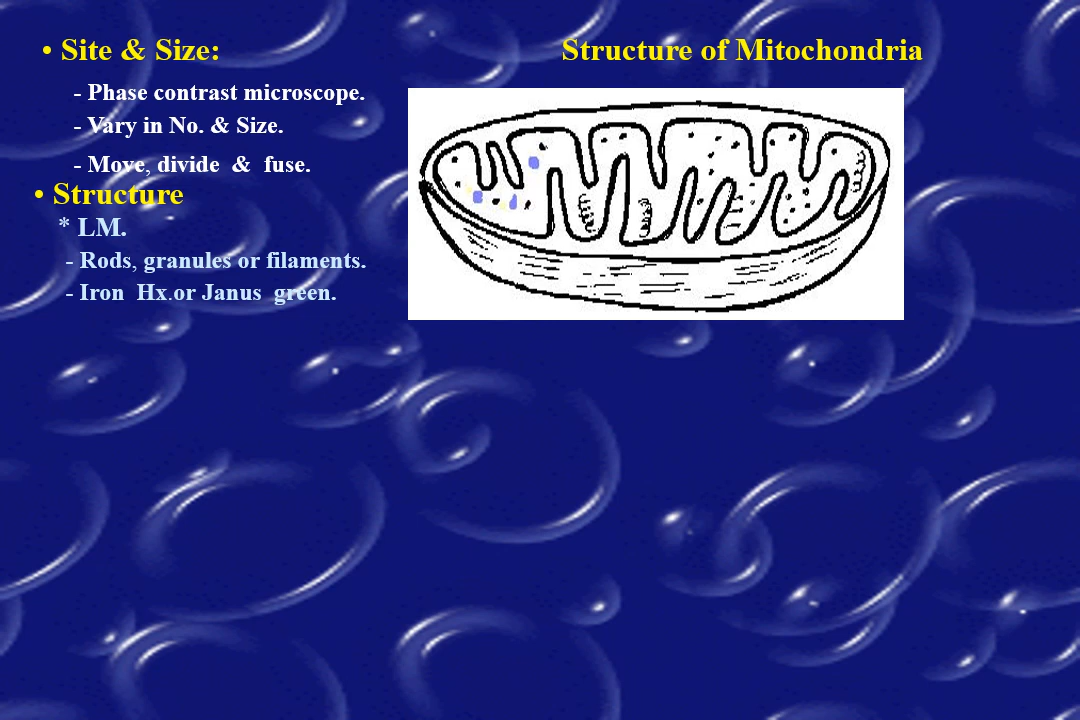 • Site & Size:
Structure of Mitochondria
- Phase contrast microscope.
- Vary in No. & Size.
- Move, divide & fuse.
• Structure
* LM.
- Rods, granules or filaments.
- Iron Hx.or Janus green.